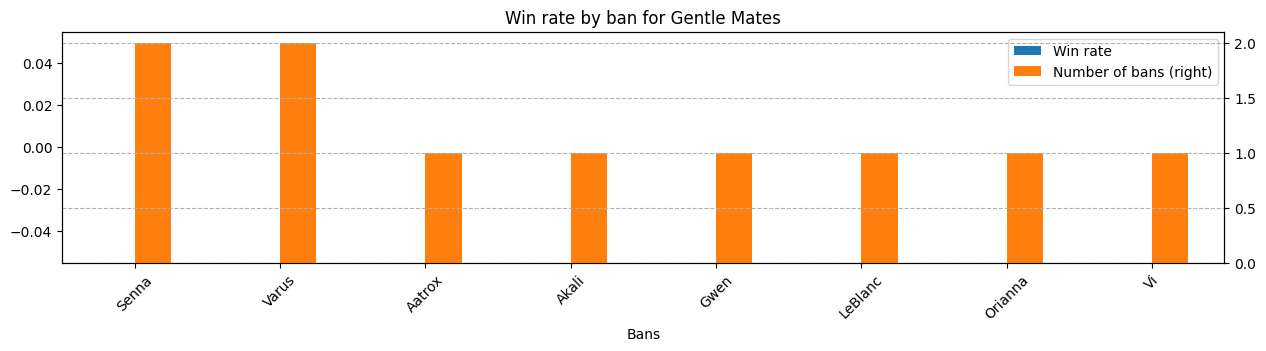 Win rate by ban for Gentle Mates
Win rate
Number of bans (right)
0.04
0.02
0.00
−0.02
−0.04
2.0
1.5
1.0
0.5
0.0
Senna
Varus
Aatrox
Akali
Gwen
LeBlanc
Orianna
Vi
Bans